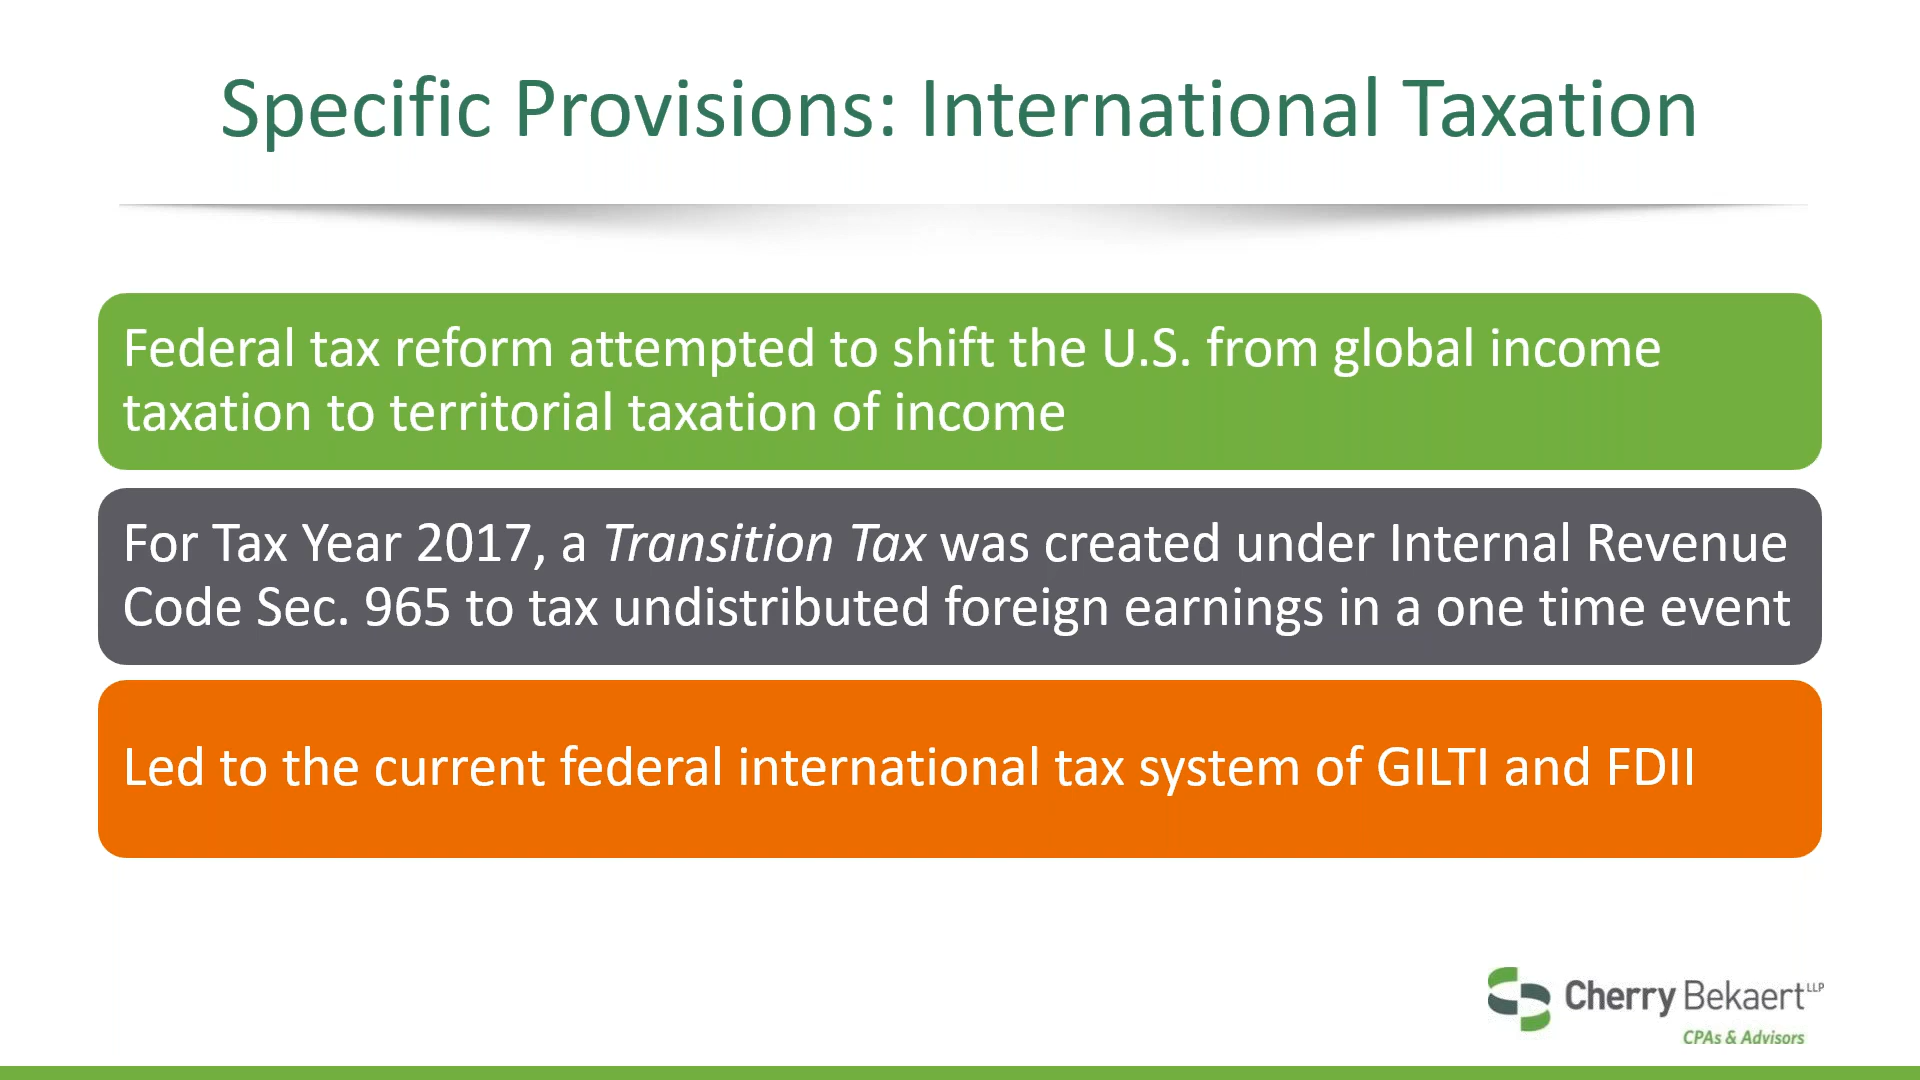 Specific Provisions: International Taxation
Federal tax reform attempted to shift the U.S. from global income
taxation to territorial taxation of income
For Tax Year 2017, a Transition Tax was created under Internal Revenue
Code Sec. 965 to tax undistributed foreign earnings in a one time event
Led to the current federal international tax system of GILTI and FDII
Cherry Bekaert LLP
CPAs & Advisors